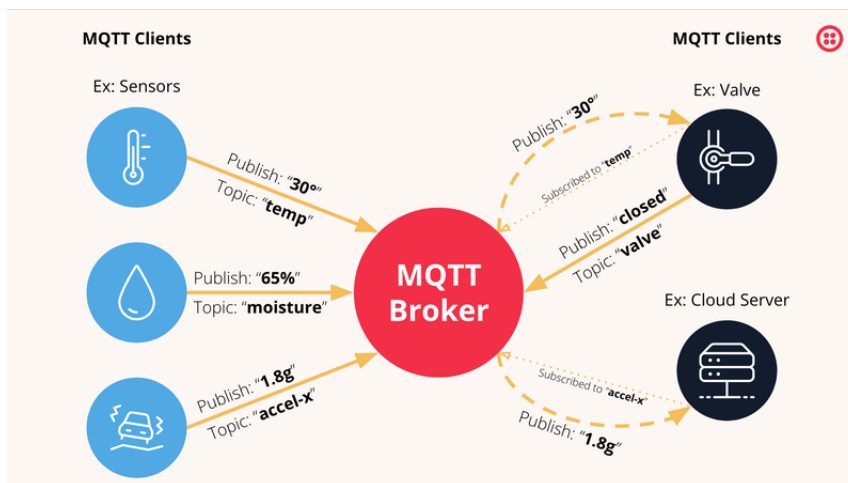 MQTT Clients
MQTT Clients
Ex: Sensors
Ex: Valve
Publish: “30°”
Topic: “temp”
Publish: “30°”
Subscribed to “temp”
Publish: “closed”
Topic: “valve”
Publish: “65%”
Topic: “moisture”
MQTT
Broker
Ex: Cloud Server
Publish: “1.8g”
Topic: “accel-x”
Subscribed to “accel-x”
Publish: “1.8g”